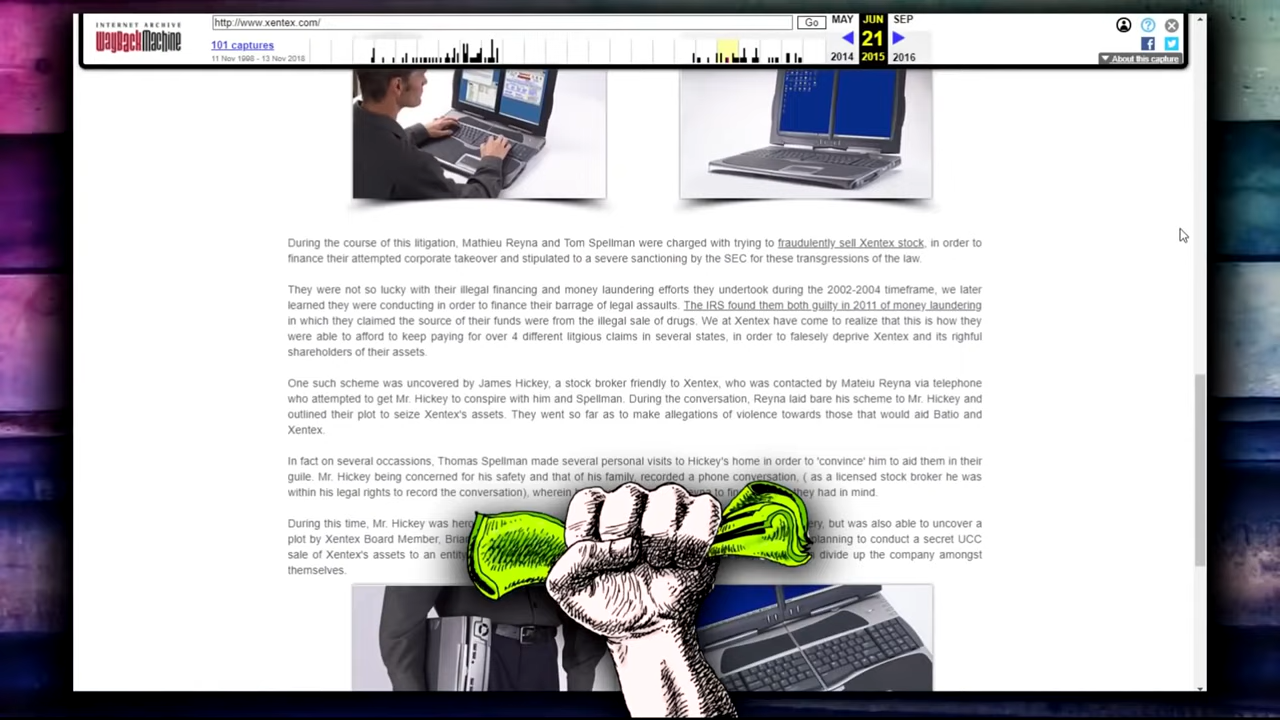 INTERNET ARCHIVE
WayBackMachine
http://www.xentex.com/
Go
MAY JUN SEP
101 captures
21
11 Nov 1998 - 13 Nov 2018
2014 2015 2016
About this capture
During the course of this litigation, Mathieu Reyna and Tom Spellman were charged with trying to fraudulently sell Xentex stock, in order to
finance their attempted corporate takeover and stipulated to a severe sanctioning by the SEC for these transgressions of the law.
They were not so lucky with their illegal financing and money laundering efforts they undertook during the 2002-2004 timeframe, we later
learned they were conducting in order to finance their barrage of legal assaults. The IRS found them both guilty in 2011 of money laundering
in which they claimed the source of their funds were from the illegal sale of drugs. We at Xentex have come to realize that this is how they
were able to afford to keep paying for over 4 different litgious claims in several states, in order to falesely deprive Xentex and its righful
shareholders of their assets.
One such scheme was uncovered by James Hickey, a stock broker friendly to Xentex, who was contacted by Mateiu Reyna via telephone
who attempted to get Mr. Hickey to conspire with him and Spellman. During the conversation, Reyna laid bare his scheme to Mr. Hickey and
outlined their plot to seize Xentex's assets. They went so far as to make allegations of violence towards those that would aid Batio and
Xentex.
In fact on several occassions, Thomas Spellman made several personal visits to Hickey's home in order to 'convince' him to aid them in their
guile. Mr. Hickey being concerned for his safety and that of his family, recorded a phone conversation, ( as a licensed stock broker he was
within his legal rights to record the conversation), wherein to they had in mind.
During this time, Mr. Hickey was but was also able to uncover a
plot by Xentex Board Member, planning to conduct a secret UCC
sale of Xentex's assets to an divide up the company amongst
themselves.